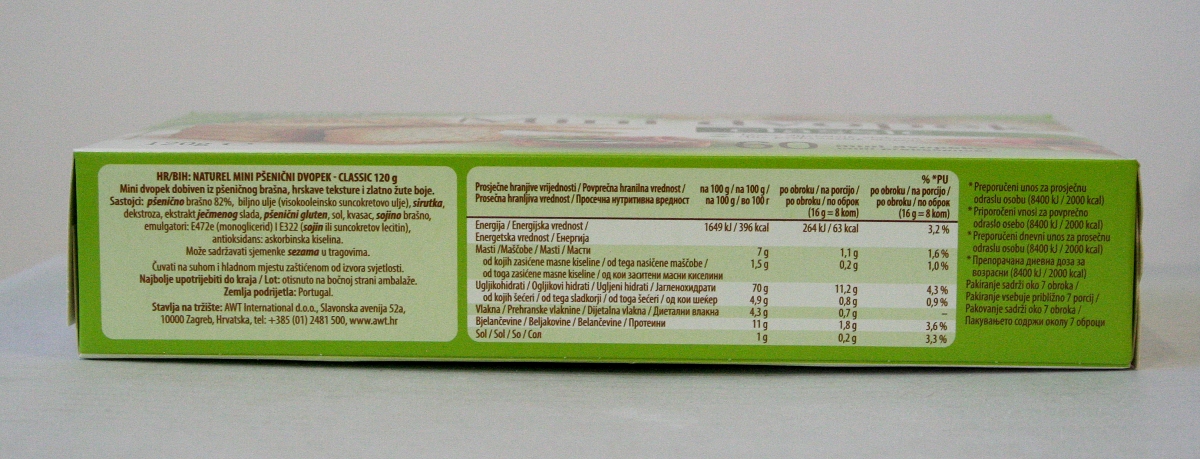 120g
60
HR/BIH: NATUREL MINI PŠENIČNI DVOPEK - CLASSIC 120 g
Mini dvopek dobiven iz pšeničnog brašna, hrskave teksture i zlatno žute boje.
Sastojci: pšenično brašno 82%, biljno ulje (visokooleinsko suncokretovo ulje), sirutka,
dekstroza, ekstrakt ječmenog slada, pšenični gluten, sol, kvasac, sojino brašno,
emulgatori: E472e (monoglicerid) I E322 (sojin ili suncokretov lecitin),
antioksidans: askorbinska kiselina.
Može sadržavati sjemenke sezama u tragovima.
Čuvati na suhom i hladnom mjestu zaštićenom od izvora svjetlosti.
Najbolje upotrijebiti do kraja / Lot: otisnuto na bočnoj strani ambalaže.
Zemlja podrijetla: Portugal.
Stavlja na tržište: AWT International d.o.o., Slavonska avenija 52a,
10000 Zagreb, Hrvatska, tel: +385 (01) 2481 500, www.awt.hr
Prosječne hranjive vrijednosti / Povprečna hranilna vrednost /
Prosečna hranljiva vrednost / Просечна нутритивна вредност
na 100 g / na 100 g /
na 100 g / во 100 г
po obroku / na porcijo /
po obroku / по оброк
(16 g = 8 kom)
% *PU
po obroku / na porcijo /
po obroku / по оброк
(16 g = 8 kom)
Energija / Energijska vrednost / 1649 kJ / 396 kcal 264 kJ / 63 kcal 3,2 %
Energetska vrednost / Енергија
Masti /Maščobe / Masti / Масти 7 g 1,1 g 1,6 %
od kojih zasićene masne kiseline / od tega nasičene maščobe / 1,5 g 0,2 g 1,0 %
od toga zasićene masne kiseline / од кои заситени масни киселини
Ugljikohidrati / Ogljikovi hidrati / Ugljeni hidrati / Јагленохидрати 70 g 11,2 g 4,3 %
od kojih šećeri / od tega sladkorji / od toga šećeri / од кои шеќер 4,9 g 0,8 g 0,9 %
Vlakna / Prehranske vlaknine / Dijetalna vlakna / Диетални влакна 4,3 g 0,7 g –
Bjelančevine / Beljakovine / Belančevine / Протеини 11 g 1,8 g 3,6 %
Sol / Sol / So / Сол 1 g 0,2 g 3,3 %
* Preporučeni unos za prosječnu
odraslu osobu (8400 kJ / 2000 kcal)
* Priporočeni vnosi za povprečno
odraslo osebo (8400 kJ / 2000 kcal)
* Preporučeni dnevni unos za prosečnu
odraslu osobu (8400 kJ / 2000 kcal)
* Препорачана дневна доза за
возрасни (8400 kJ / 2000 kcal)
Pakiranje sadrži oko 7 obroka /
Pakiranje vsebuje približno 7 porcij /
Pakovanje sadrži oko 7 obroka /
Пакувањето содржи околу 7 оброци